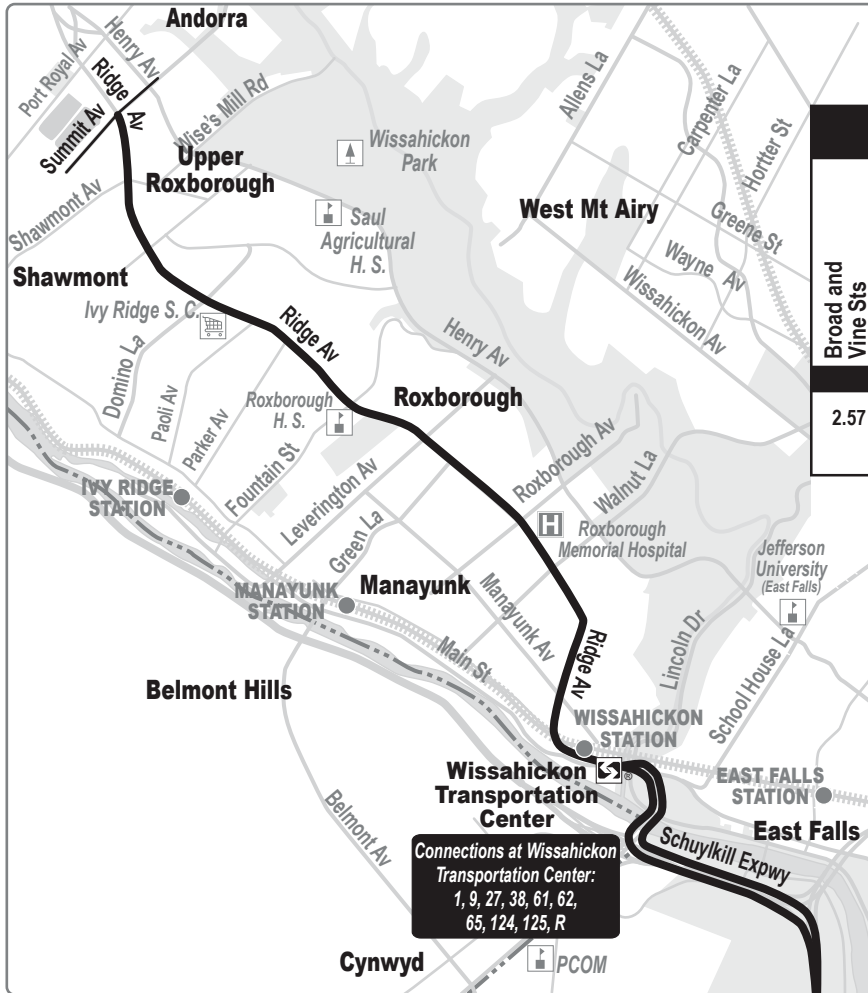 Andorra
Port Royal Av
Henry Av
Ridge Av
Summit Av
Wise's Mill Rd
Upper
Roxborough
Wissahickon
Park
Allens La
Carpenter La
Hortter St
Greene St
Wayne Av
Wissahickon Av
West Mt Airy
Shawmont Av
Saul
Agricultural
H. S.
Shawmont
Ivy Ridge S. C.
Ridge Av
Henry Av
Broad and
Vine Sts
2.57
Domino La
Paoli Av
Parker Av
Roxborough
H. S.
Roxborough
Fountain St
Leverington Av
Green La
Roxborough Av
Walnut La
IVY RIDGE
STATION
Roxborough
Memorial Hospital
Jefferson
University
(East Falls)
MANAYUNK
STATION
Manayunk
Manayunk Av
Main St
Ridge Av
Lincoln Dr
School House La
Belmont Hills
WISSAHICKON
STATION
Wissahickon
Transportation
Center
®
EAST FALLS
STATION
East Falls
Belmont Av
Schuylkill Expwy
Connections at Wissahickon
Transportation Center:
1, 9, 27, 38, 61, 62,
65, 124, 125, R
Cynwyd
PCOM
H